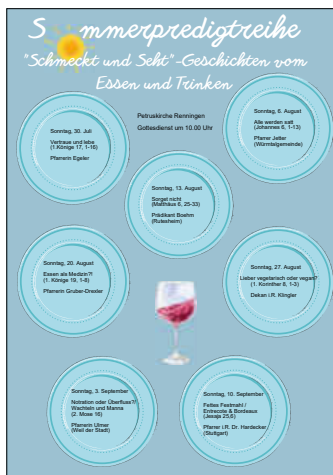 Sommerpredigtreihe
"Schmeckt und Seht"-Geschichten vom
Essen und Trinken
Petruskirche Renningen
Gottesdienst um 10.00 Uhr
Sonntag, 30. Juli
Vertraue und lebe
(1.Könige 17, 1-16)
Pfarrerin Egeler
Sonntag, 6. August
Alle werden satt
(Johannes 6, 1-13)
Pfarrer Jetter
(Würmtalgemeinde)
Sonntag, 13. August
Sorget nicht
(Matthäus 6, 25-33)
Prädikant Boehm
(Rutesheim)
Sonntag, 20. August
Essen als Medizin?!
(1. Könige 19, 1-8)
Pfarrerin Gruber-Drexler
Sonntag, 27. August
Lieber vegetarisch oder vegan?
(1. Korinther 8, 1-3)
Dekan i.R. Klingler
Sonntag, 3. September
Notration oder Überfluss?/
Wachteln und Manna
(2. Mose 16)
Pfarrerin Ulmer
(Weil der Stadt)
Sonntag, 10. September
Fettes Festmahl /
Entrecote & Bordeaux
(Jesaja 25,6)
Pfarrer i.R. Dr. Hardecker
(Stuttgart)